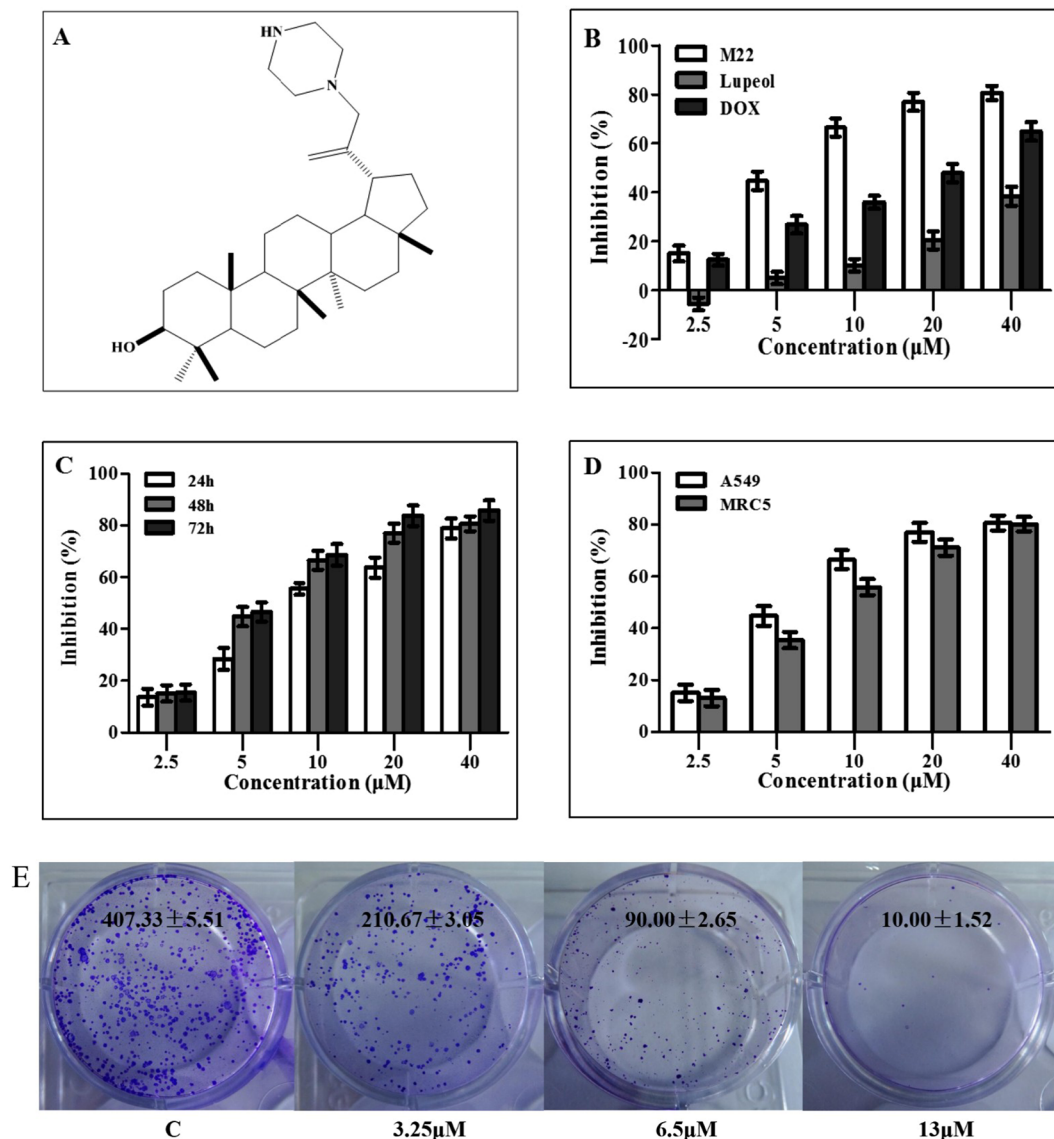 A
HN
N
HO
B
M22
Lupeol
DOX
Inhibition (%)
100
80
60
40
20
0
-20
2.5 5 10 20 40
Concentration (μM)
C
24h
48h
72h
Inhibition (%)
100
80
60
40
20
0
2.5 5 10 20 40
Concentration (μM)
D
A549
MRC5
Inhibition (%)
100
80
60
40
20
0
2.5 5 10 20 40
Concentration (μM)
E
407.33±5.51 210.67±3.05 90.00±2.65 10.00±1.52
C 3.25μM 6.5μM 13μM